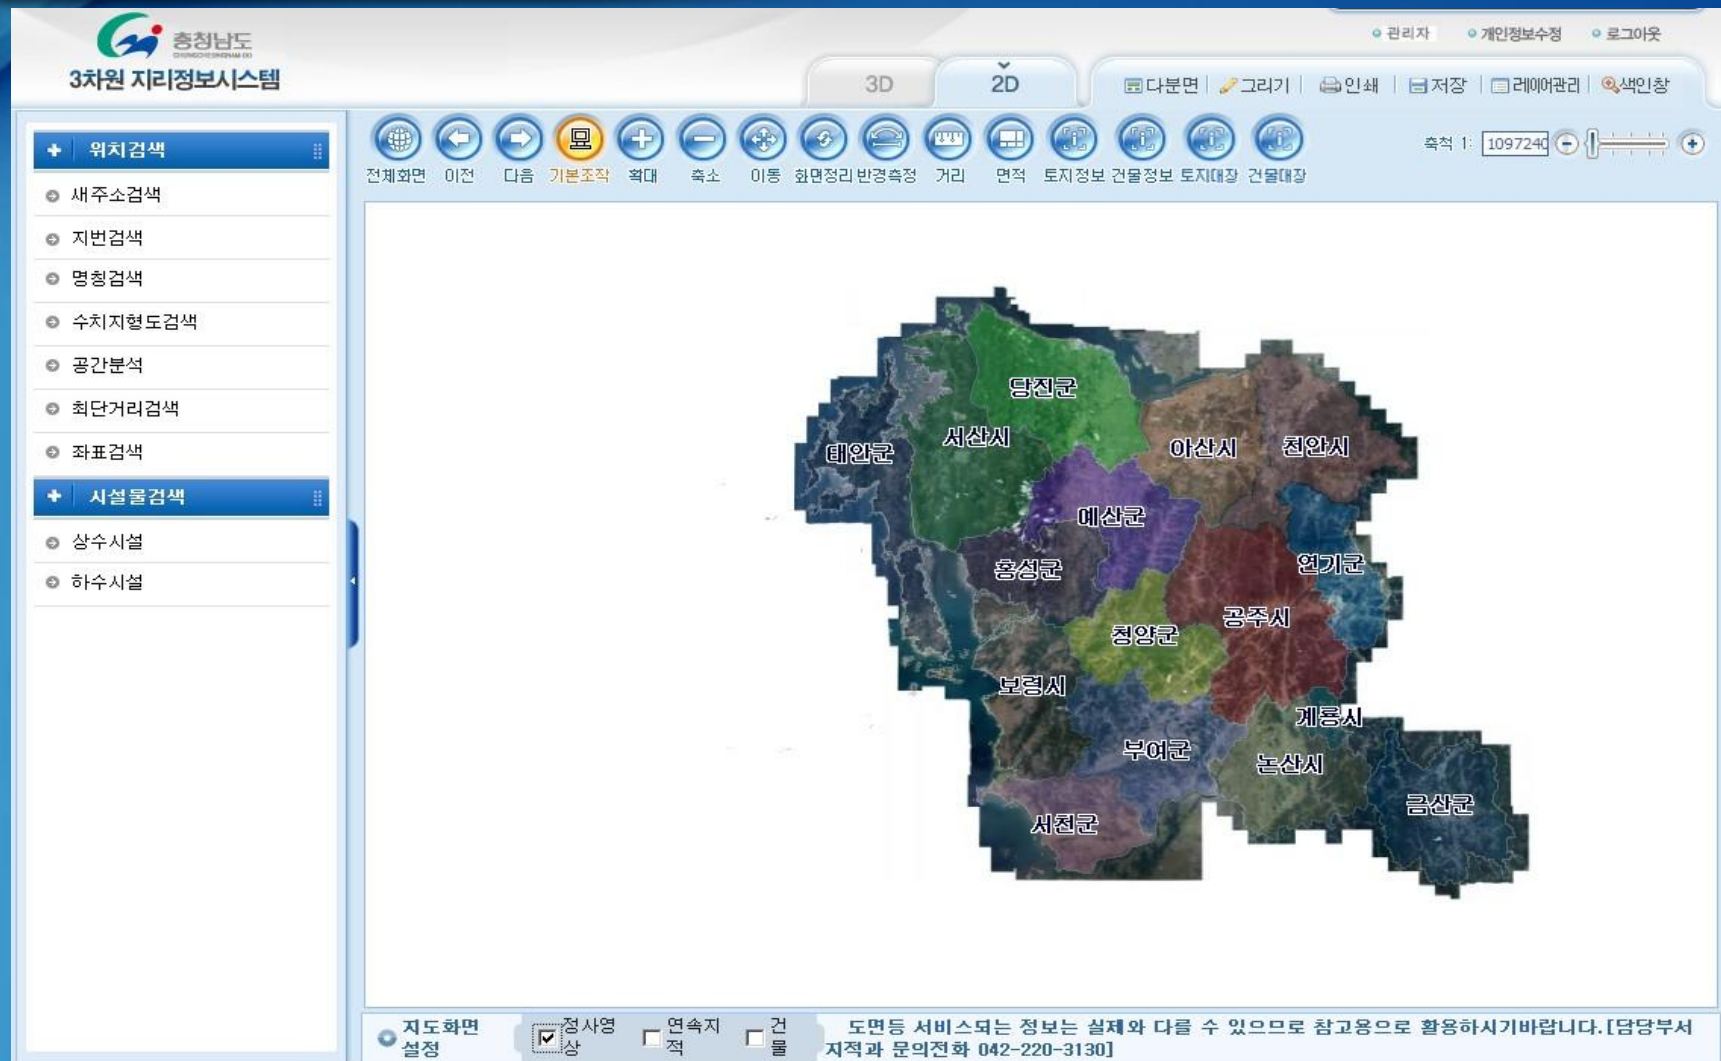 충청남도
3차원 지리정보시스템
관리자 개인정보수정 로그아웃
3D 2D 다분면 그리기 인쇄 저장 레이어관리 색인창
위치검색
새주소검색
지번검색
명칭검색
수치지형도검색
공간분석
최단거리검색
좌표검색
시설물검색
상수시설
하수시설
전체화면 이전 다음 기본조작 확대 축소 이동 화면정리 반경측정 거리 면적 토지정보 건물정보 토지대장 건물대장
축척 1: 1097240
당진군
서산시
태안군
아산시
천안시
예산군
홍성군
연기군
공주시
청양군
보령시
계룡시
부여군
논산시
금산군
서천군
지도화면
설정
정사영
상
연속지
적
건
물
도면등 서비스되는 정보는 실제와 다를 수 있으므로 참고용으로 활용하시기바랍니다.[담당부서
지적과 문의전화 042-220-3130]